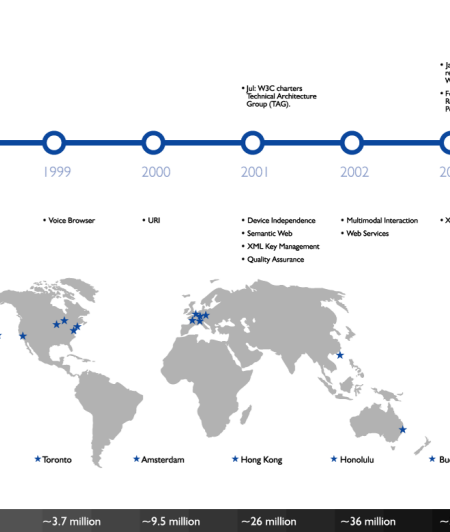 • Jul: W3C charters
Technical Architecture
Group (TAG).
1999
2000
2001
2002
• Voice Browser
• URI
• Device Independence
• Semantic Web
• XML Key Management
• Quality Assurance
• Multimodal Interaction
• Web Services
Toronto
Amsterdam
Hong Kong
Honolulu
~3.7 million
~9.5 million
~26 million
~36 million